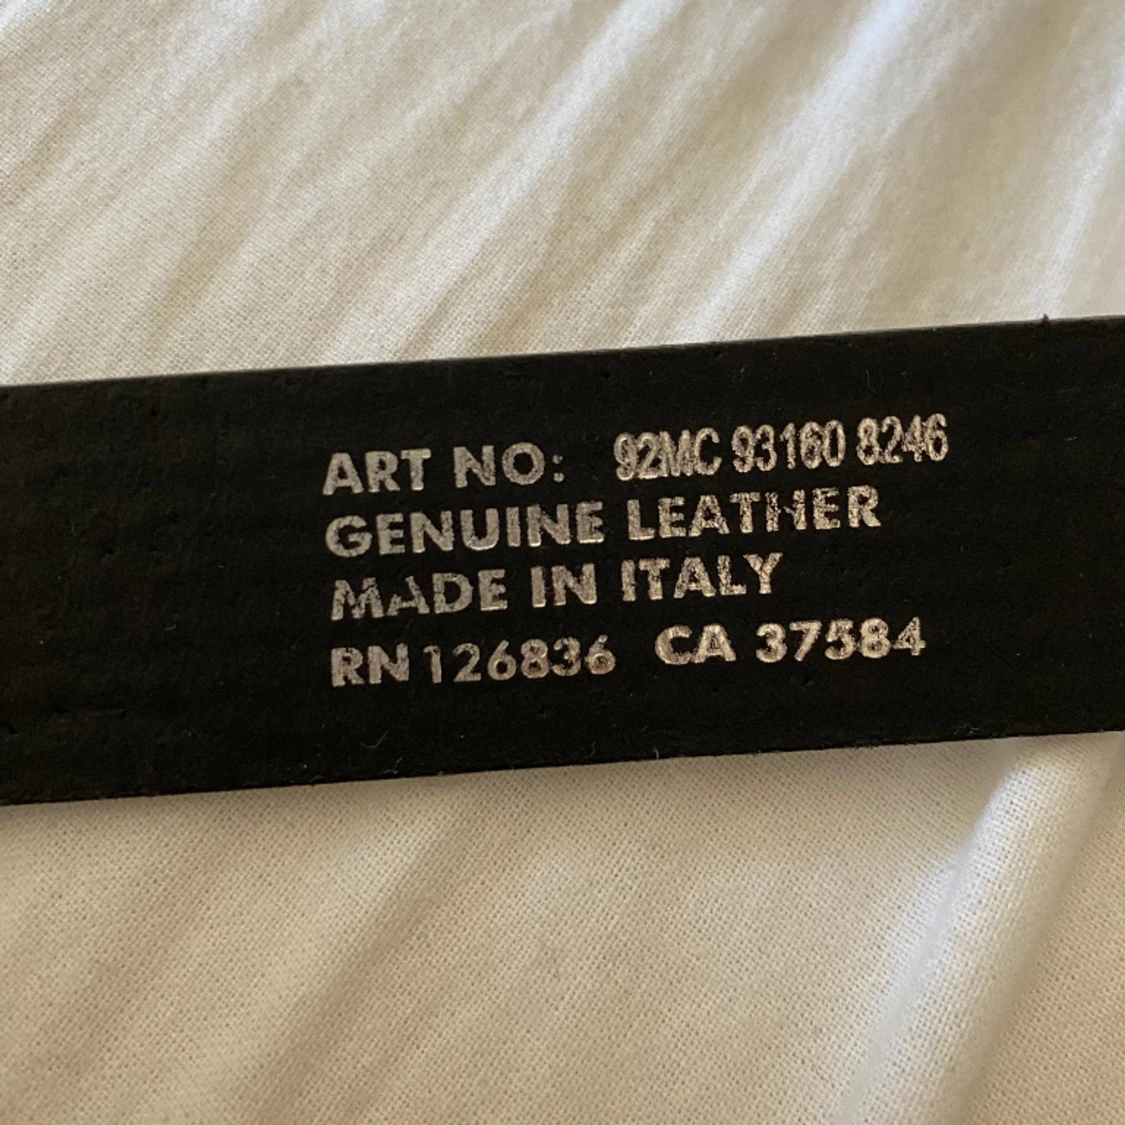 ART NO: 92MC 93160 8246
GENUINE LEATHER
MADE IN ITALY
RN 126836 CA 37584